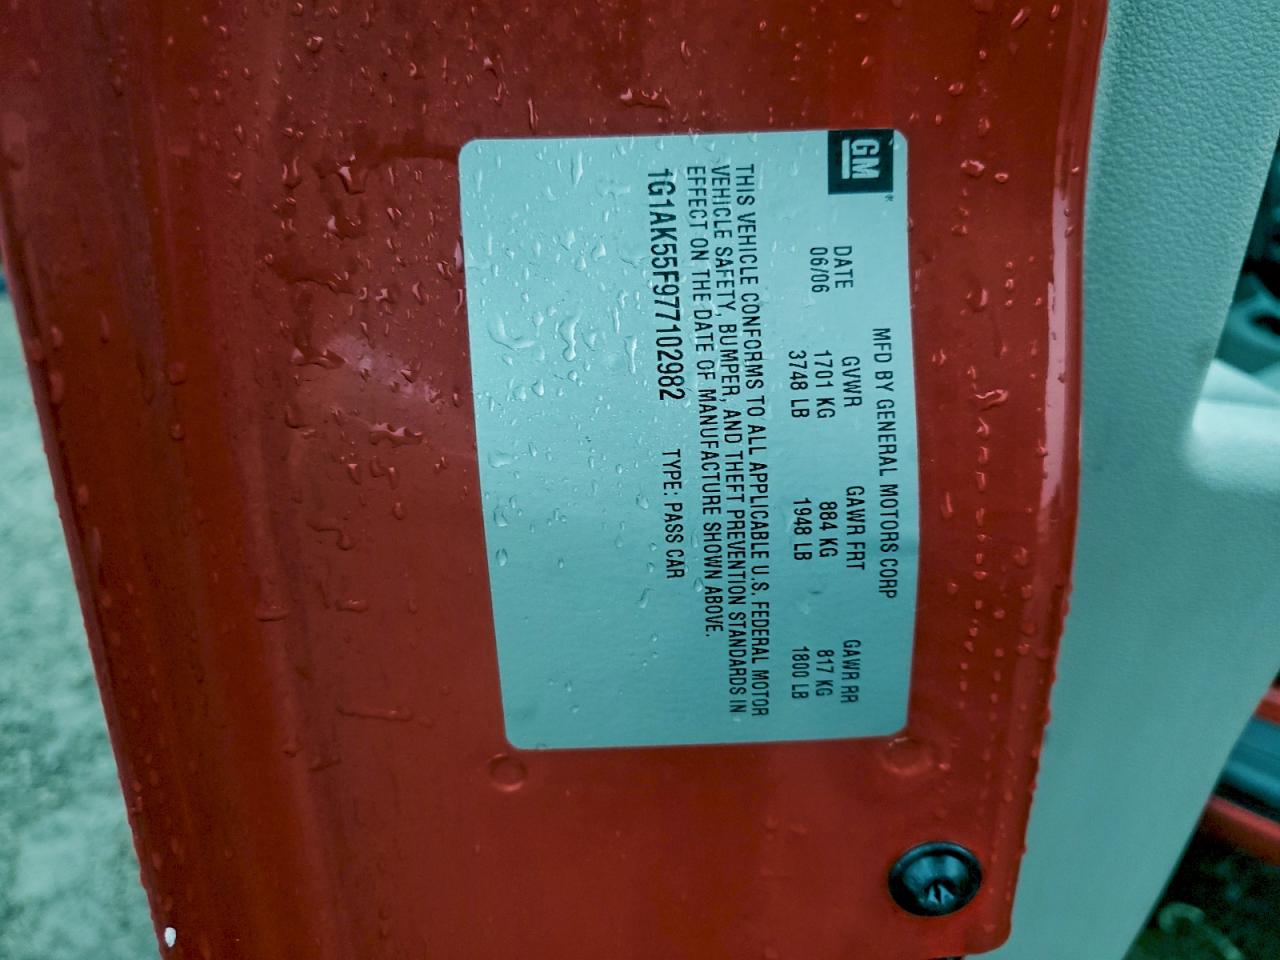 GM
MFD BY GENERAL MOTORS CORP
DATE GVWR GAWR FRT GAWR RR
06/06 1701 KG 884 KG 817 KG
3748 LB 1948 LB 1800 LB
THIS VEHICLE CONFORMS TO ALL APPLICABLE U.S. FEDERAL MOTOR
VEHICLE SAFETY, BUMPER, AND THEFT PREVENTION STANDARDS IN
EFFECT ON THE DATE OF MANUFACTURE SHOWN ABOVE.
1G1AK55F977102982 TYPE: PASS CAR